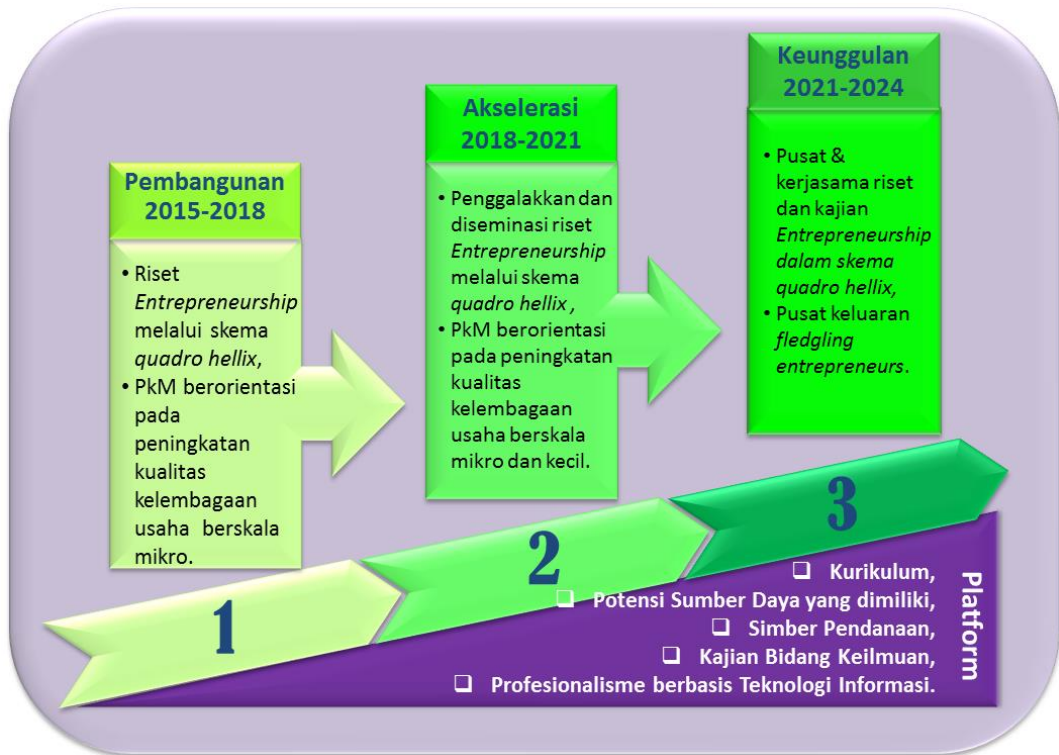 Pembangunan
2015-2018
• Riset
Entrepreneurship
melalui skema
quadro hellix,
• PkM berorientasi
pada
peningkatan
kualitas
kelembagaan
usaha berskala
mikro.
Akselerasi
2018-2021
• Penggalakkan dan
diseminasi riset
Entrepreneurship
melalui skema
quadro hellix ,
• PkM berorientasi
pada peningkatan
kualitas
kelembagaan
usaha berskala
mikro dan kecil.
Keunggulan
2021-2024
• Pusat &
kerjasama riset
dan kajian
Entrepreneurship
dalam skema
quadro hellix,
• Pusat keluaran
fledgling
entrepreneurs.
1
2
3
❑ Kurikulum,
❑ Potensi Sumber Daya yang dimiliki,
❑ Simber Pendanaan,
❑ Kajian Bidang Keilmuan,
❑ Profesionalisme berbasis Teknologi Informasi.
Platform